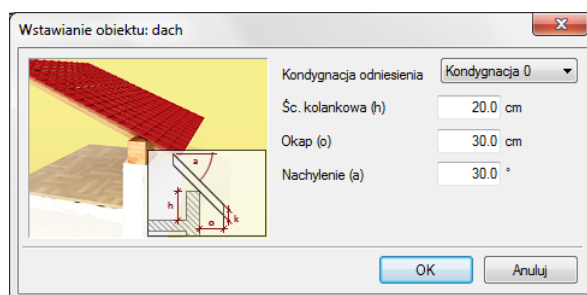 Wstawianie obiektu: dach
Kondygnacja odniesienia Kondygnacja 0
Śc. kolankowa (h) 20.0 cm
Okap (o) 30.0 cm
Nachylenie (a) 30.0 °
a
h
o
k
OK Anuluj